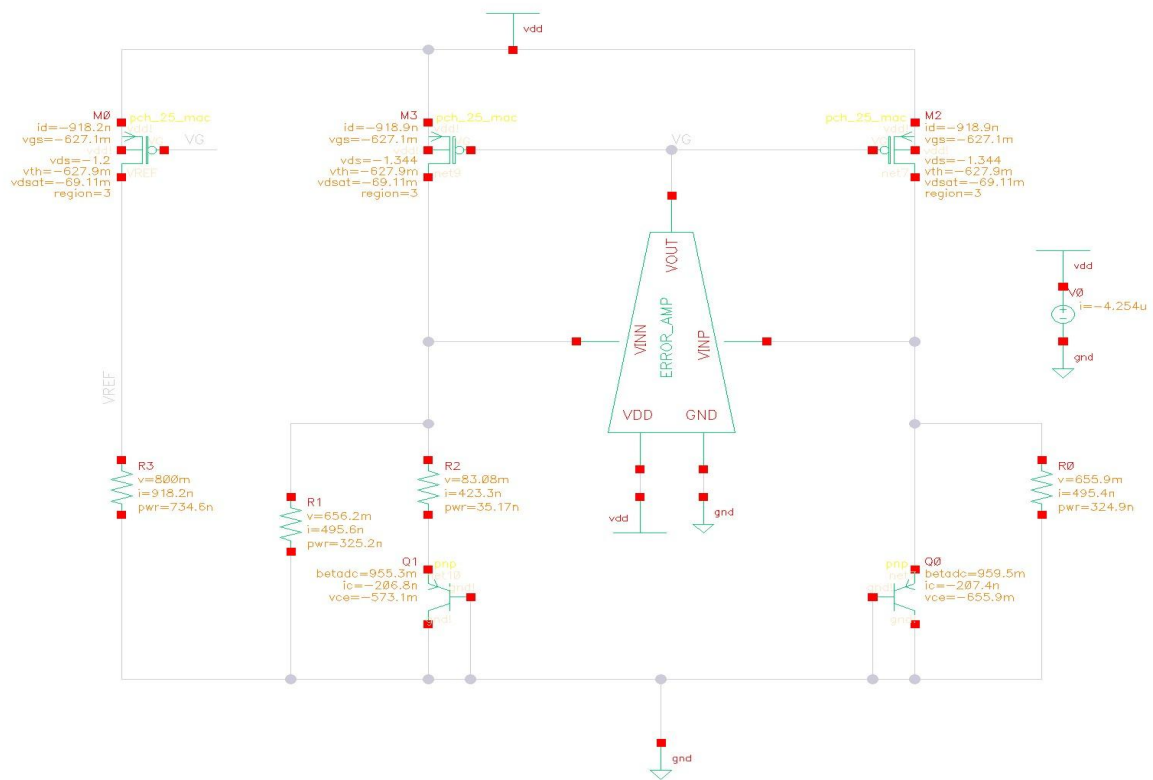 vdd
M0
pch_25_mac
id=-918.2n
vgs=-627.1m
vds=-1.2
vth=-627.9m
vdsat=-69.11m
region=3
VG
VREF
M3
pch_25_mac
id=-918.9n
vgs=-627.1m
vds=-1.344
vth=-627.9m
vdsat=-69.11m
region=3
net9
VG
pch_25_mac
M2
id=-918.9n
vgs=-627.1m
vds=-1.344
vth=-627.9m
vdsat=-69.11m
region=3
vdd
V0
i=-4.254u
gnd
VOUT
VINN
ERROR_AMP
VINP
VDD
GND
vdd
gnd
VREF
R3
v=800m
i=918.2n
pwr=734.6n
R1
v=656.2m
i=495.6n
pwr=325.2n
R2
v=83.08m
i=423.3n
pwr=35.17n
R0
v=655.9m
i=495.4n
pwr=324.9n
Q1
pnp
betadc=955.3m
ic=-206.8n
vce=-573.1m
net10
gnd!
gnd!
Q0
pnp
betadc=959.5m
ic=-207.4n
vce=-655.9m
gnd!
gnd